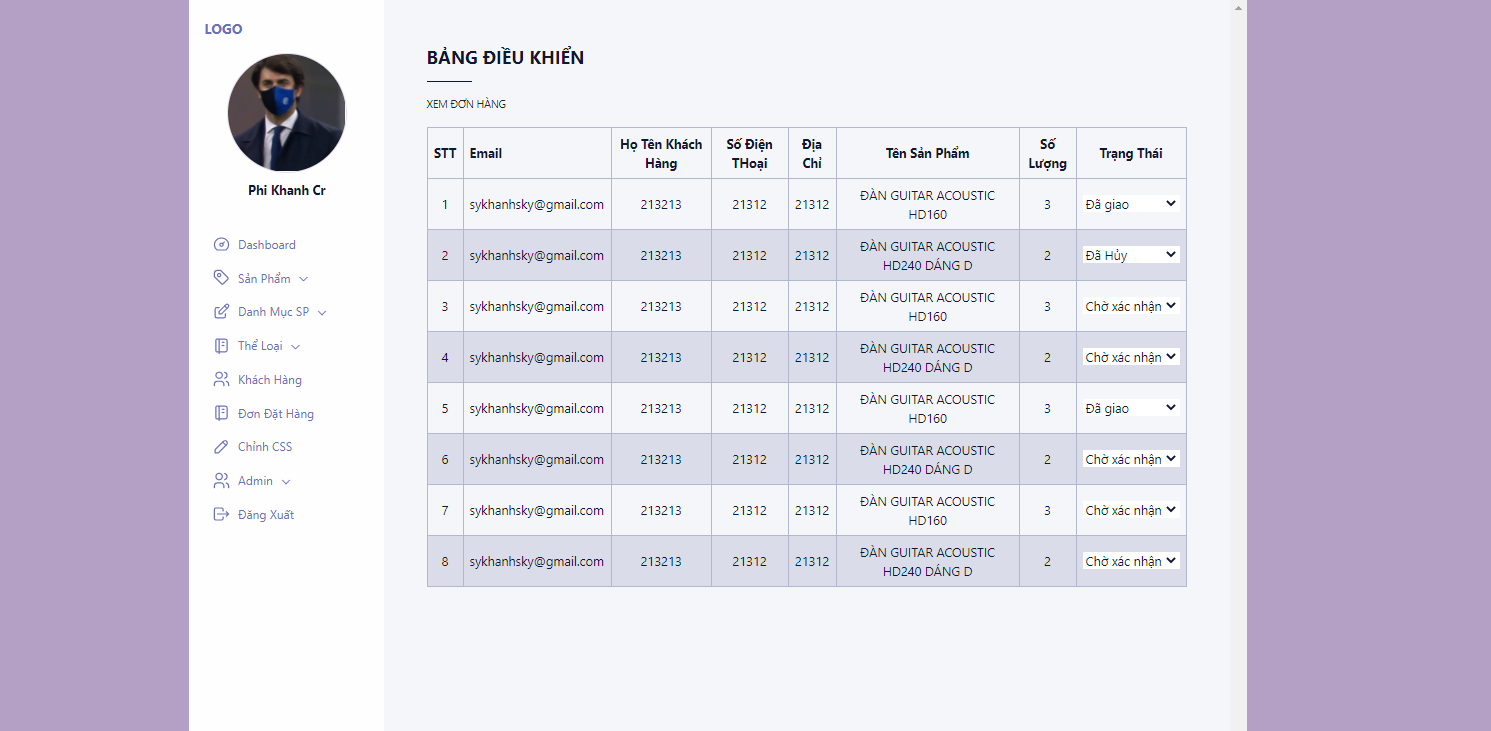 LOGO
Phi Khanh Cr
Dashboard
Sản Phẩm
Danh Mục SP
Thể Loại
Khách Hàng
Đơn Đặt Hàng
Chỉnh CSS
Admin
Đăng Xuất
BẢNG ĐIỀU KHIỂN
XEM ĐƠN HÀNG
STT Email Họ Tên Khách Hàng Số Điện THoại Địa Chỉ Tên Sản Phẩm Số Lượng Trạng Thái
1 sykhanhsky@gmail.com 213213 21312 21312 ĐÀN GUITAR ACOUSTIC HD160 3 Đã giao
2 sykhanhsky@gmail.com 213213 21312 21312 ĐÀN GUITAR ACOUSTIC HD240 DÁNG D 2 Đã Hủy
3 sykhanhsky@gmail.com 213213 21312 21312 ĐÀN GUITAR ACOUSTIC HD160 3 Chờ xác nhận
4 sykhanhsky@gmail.com 213213 21312 21312 ĐÀN GUITAR ACOUSTIC HD240 DÁNG D 2 Chờ xác nhận
5 sykhanhsky@gmail.com 213213 21312 21312 ĐÀN GUITAR ACOUSTIC HD160 3 Đã giao
6 sykhanhsky@gmail.com 213213 21312 21312 ĐÀN GUITAR ACOUSTIC HD240 DÁNG D 2 Chờ xác nhận
7 sykhanhsky@gmail.com 213213 21312 21312 ĐÀN GUITAR ACOUSTIC HD160 3 Chờ xác nhận
8 sykhanhsky@gmail.com 213213 21312 21312 ĐÀN GUITAR ACOUSTIC HD240 DÁNG D 2 Chờ xác nhận